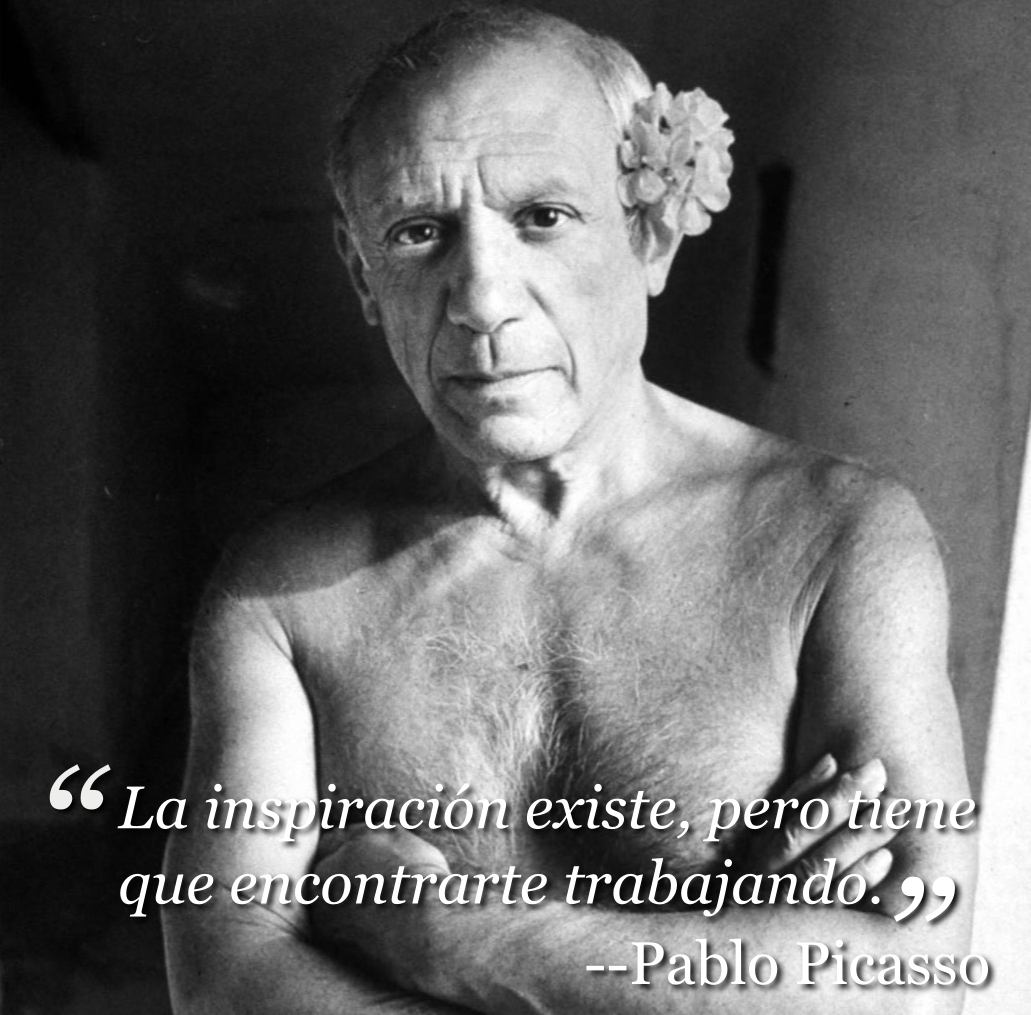 “La inspiración existe, pero tiene
que encontrarte trabajando.”
--Pablo Picasso